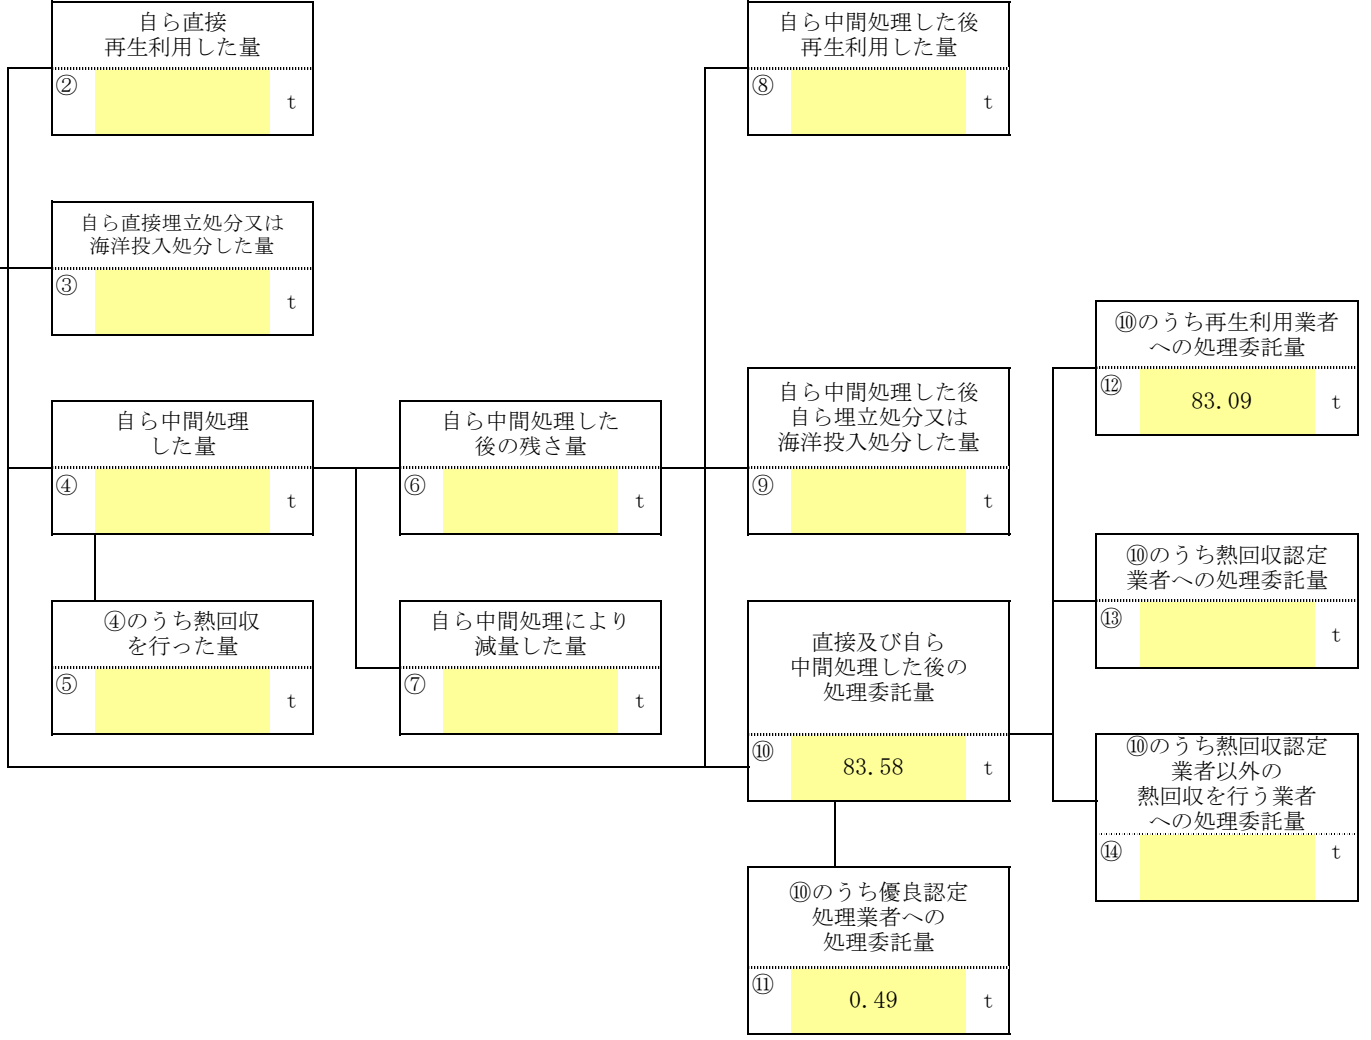 自ら直接
再生利用した量
②
t
自ら中間処理した後
再生利用した量
⑧
t
自ら直接埋立処分又は
海洋投入処分した量
③
t
⑩のうち再生利用業者
への処理委託量
⑫
83.09
t
自ら中間処理
した量
④
t
自ら中間処理した
後の残さ量
⑥
t
自ら中間処理した後
自ら埋立処分又は
海洋投入処分した量
⑨
t
⑩のうち熱回収認定
業者への処理委託量
⑬
t
④のうち熱回収
を行った量
⑤
t
自ら中間処理により
減量した量
⑦
t
直接及び自ら
中間処理した後の
処理委託量
⑩
83.58
t
⑩のうち熱回収認定
業者以外の
熱回収を行う業者
への処理委託量
⑭
t
⑩のうち優良認定
処理業者への
処理委託量
⑪
0.49
t